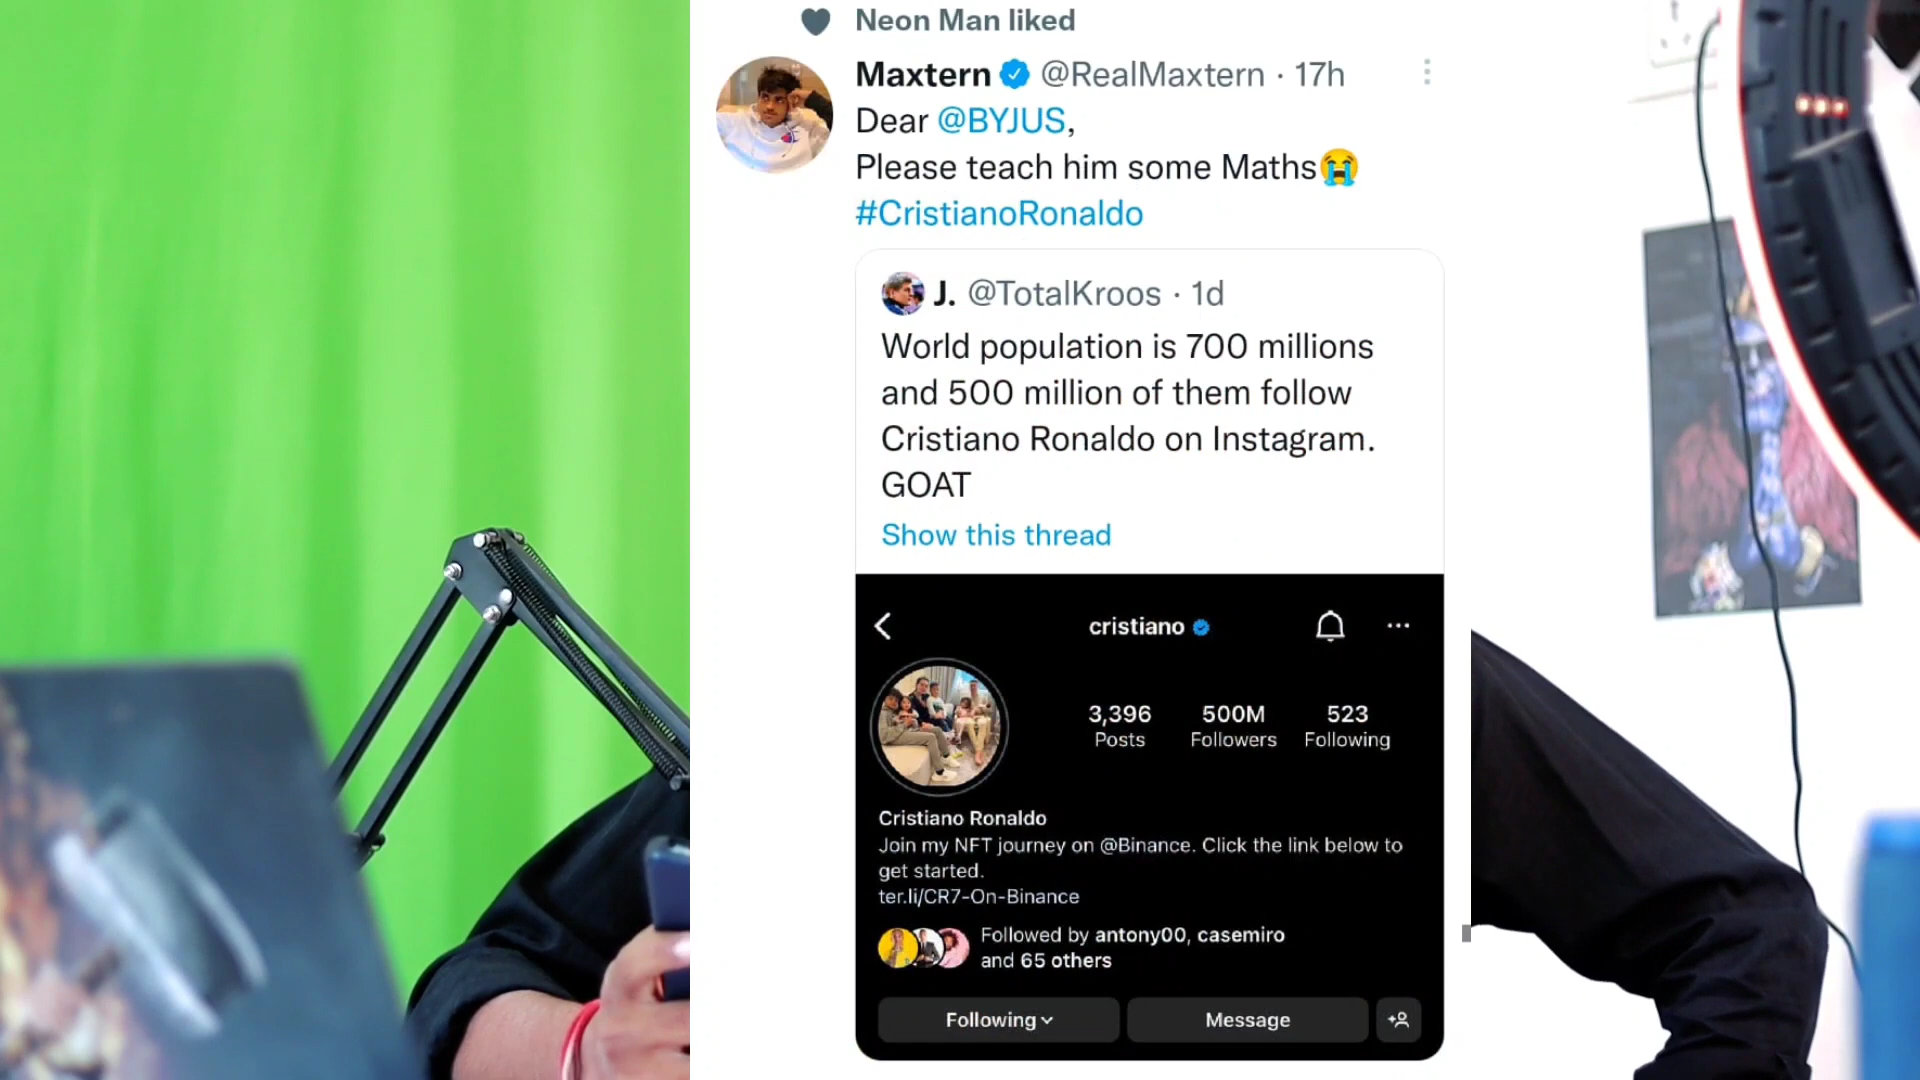 Neon Man liked
Maxtern @RealMaxtern · 17h
Dear @BYJUS,
Please teach him some Maths😭
#CristianoRonaldo
J. @TotalKroos · 1d
World population is 700 millions
and 500 million of them follow
Cristiano Ronaldo on Instagram.
GOAT
Show this thread
cristiano
3,396 500M 523
Posts Followers Following
Cristiano Ronaldo
Join my NFT journey on @Binance. Click the link below to
get started.
ter.li/CR7-On-Binance
Followed by antony00, casemiro
and 65 others
Following Message